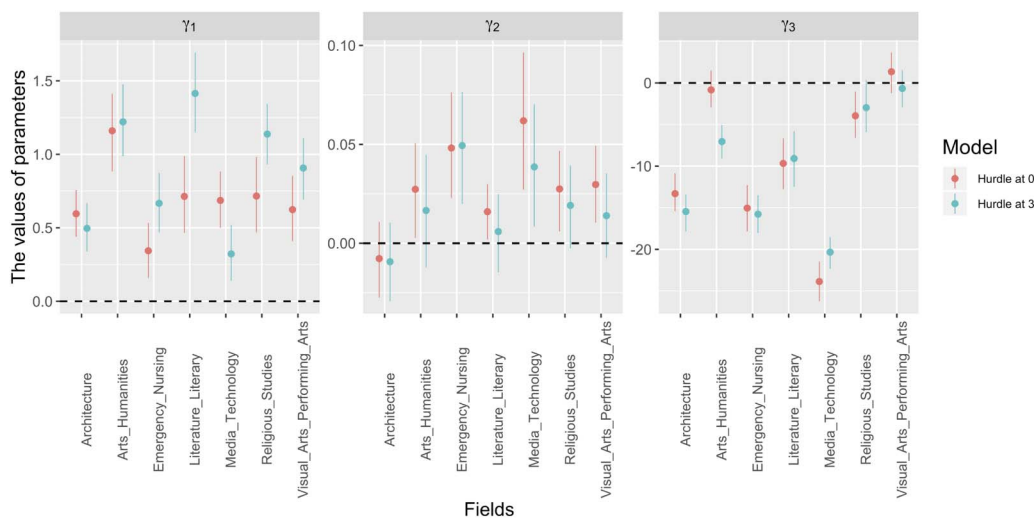 γ1
γ2
γ3
The values of parameters
1.5
1.0
0.5
0.0
0.10
0.05
0.00
0
-10
-20
Model
Hurdle at 0
Hurdle at 3
Architecture
Arts_Humanities
Emergency_Nursing
Literature_Literary
Media_Technology
Religious_Studies
Visual_Arts_Performing_Arts
Architecture
Arts_Humanities
Emergency_Nursing
Literature_Literary
Media_Technology
Religious_Studies
Visual_Arts_Performing_Arts
Architecture
Arts_Humanities
Emergency_Nursing
Literature_Literary
Media_Technology
Religious_Studies
Visual_Arts_Performing_Arts
Fields